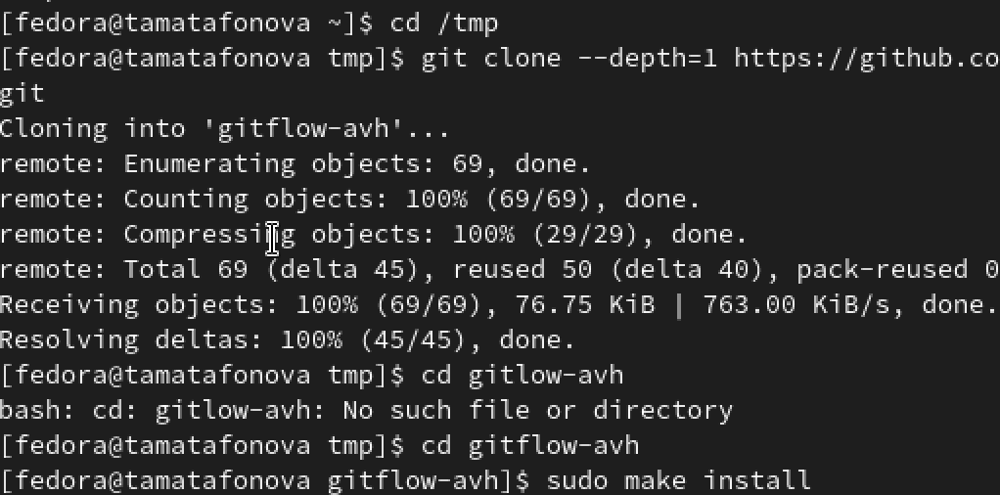 [fedora@tamatafonova ~]$ cd /tmp
[fedora@tamatafonova tmp]$ git clone --depth=1 https://github.co
git
Cloning into 'gitflow-avh'...
remote: Enumerating objects: 69, done.
remote: Counting objects: 100% (69/69), done.
remote: Compressing objects: 100% (29/29), done.
remote: Total 69 (delta 45), reused 50 (delta 40), pack-reused 0
Receiving objects: 100% (69/69), 76.75 KiB | 763.00 KiB/s, done.
Resolving deltas: 100% (45/45), done.
[fedora@tamatafonova tmp]$ cd gitlow-avh
bash: cd: gitlow-avh: No such file or directory
[fedora@tamatafonova tmp]$ cd gitflow-avh
[fedora@tamatafonova gitflow-avh]$ sudo make install